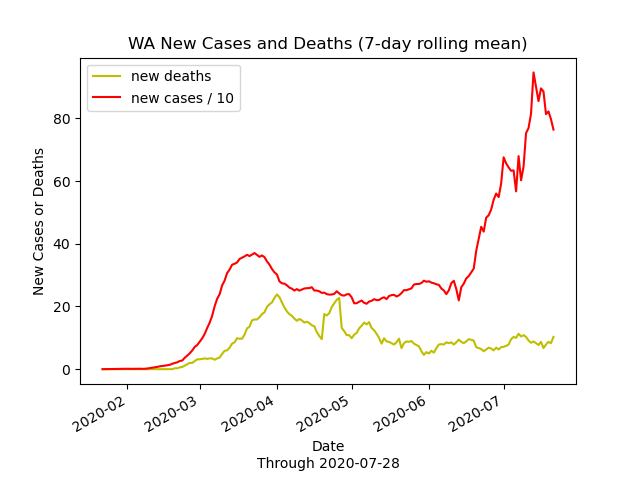 WA New Cases and Deaths (7-day rolling mean)
new deaths
new cases / 10
80
60
40
20
0
New Cases or Deaths
2020-02
2020-03
2020-04
2020-05
2020-06
2020-07
Date
Through 2020-07-28